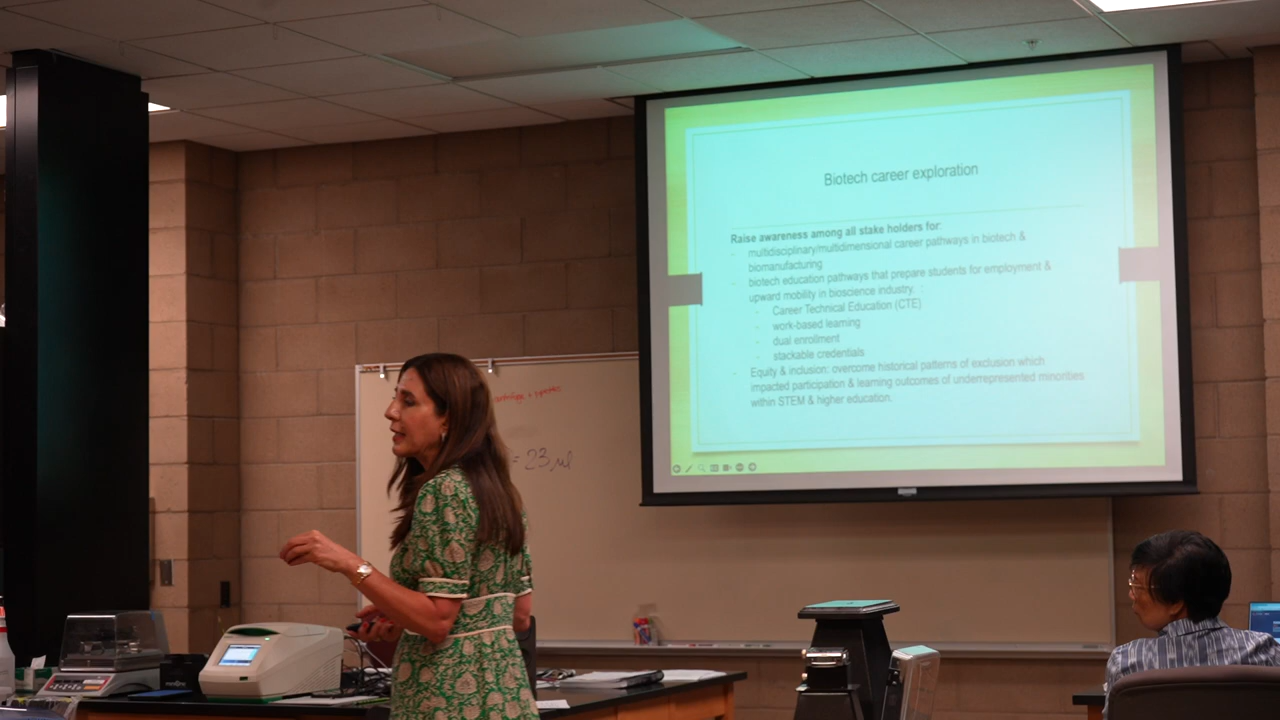 Biotech career exploration
Raise awareness among all stake holders for:
- multidisciplinary/multidimensional career pathways in biotech &
biomanufacturing
- biotech education pathways that prepare students for employment &
upward mobility in bioscience industry.
- Career Technical Education (CTE)
- work-based learning
- dual enrollment
- stackable credentials
- Equity & inclusion: overcome historical patterns of exclusion which
impacted participation & learning outcomes of underrepresented minorities
within STEM & higher education.
= 23 µl